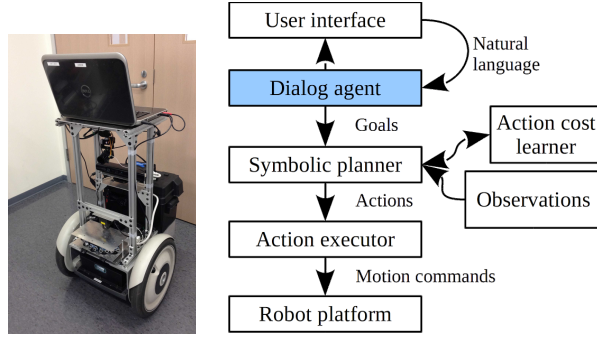 User interface
Natural
language
Dialog agent
Goals
Action cost
learner
Symbolic planner
Actions
Observations
Action executor
Motion commands
Robot platform
DELL